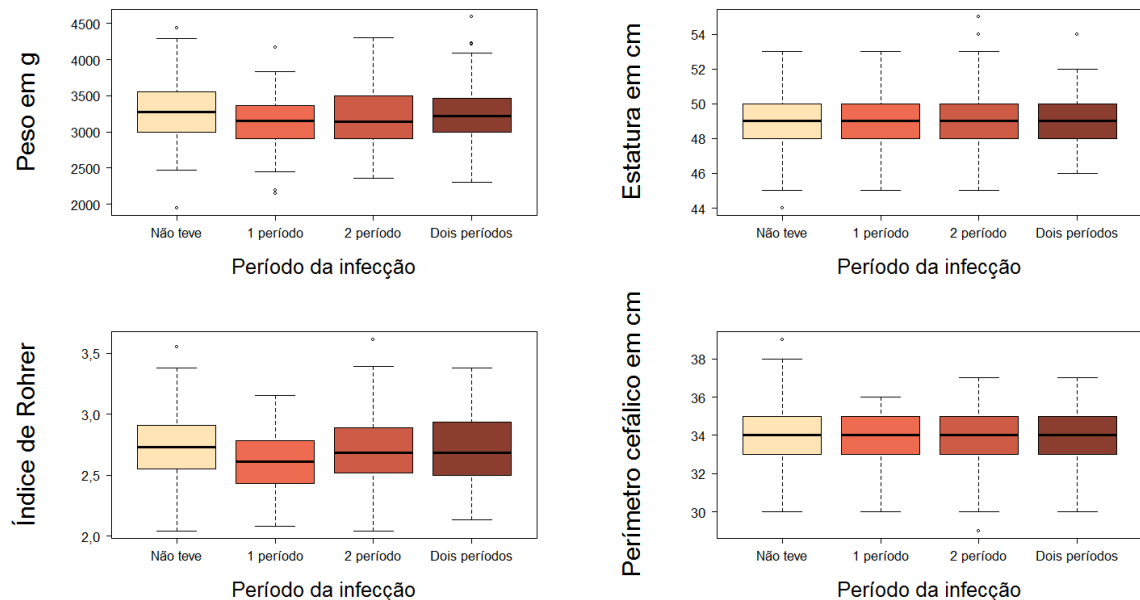 Peso em g
4500
4000
3500
3000
2500
2000
Não teve 1 período 2 período Dois períodos
Período da infecção
Estatura em cm
54
52
50
48
46
44
Não teve 1 período 2 período Dois períodos
Período da infecção
Índice de Rohrer
3,5
3,0
2,5
2,0
Não teve 1 período 2 período Dois períodos
Período da infecção
Perímetro cefálico em cm
38
36
34
32
30
Não teve 1 período 2 período Dois períodos
Período da infecção